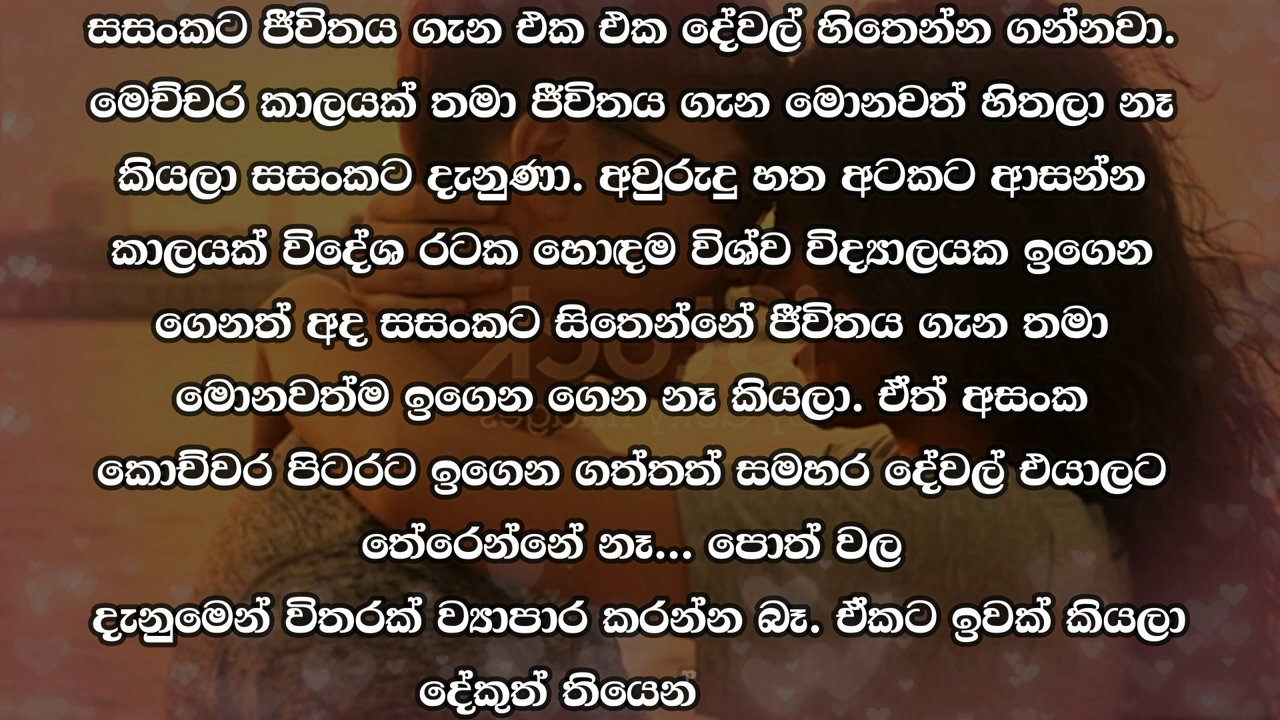 සසංකට ජීවිතය ගැන එක එක දේවල් හිතෙන්න ගන්නවා.
මෙච්චර කාලයක් තමා ජීවිතය ගැන මොනවත් හිතලා නෑ
කියලා සසංකට දැනුණා. අවුරුදු හත අටකට ආසන්න
කාලයක් විදේශ රටක හොඳම විශ්ව විද්‍යාලයක ඉගෙන
ගෙනත් අද සසංකට සිතෙන්නේ ජීවිතය ගැන තමා
මොනවත්ම ඉගෙන ගෙන නෑ කියලා. ඒත් අසංක
කොච්චර පිටරට ඉගෙන ගත්තත් සමහර දේවල් එයාලට
තේරෙන්නේ නෑ... පොත් වල
දැනුමෙන් විතරක් ව්‍යාපාර කරන්න බෑ. ඒකට ඉවක් කියලා
දේකුත් තියෙන්